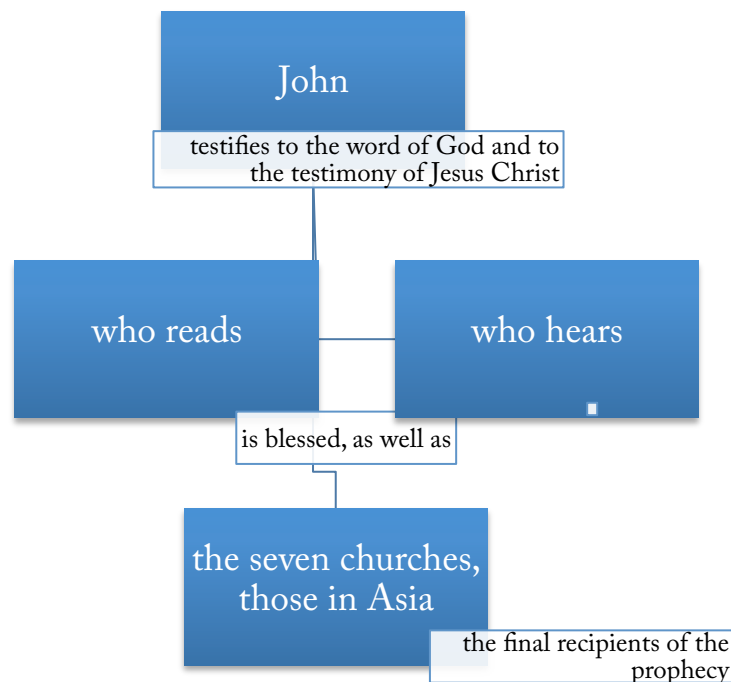 John
testifies to the word of God and to
the testimony of Jesus Christ
who reads
who hears
is blessed, as well as
the seven churches,
those in Asia
the final recipients of the
prophecy